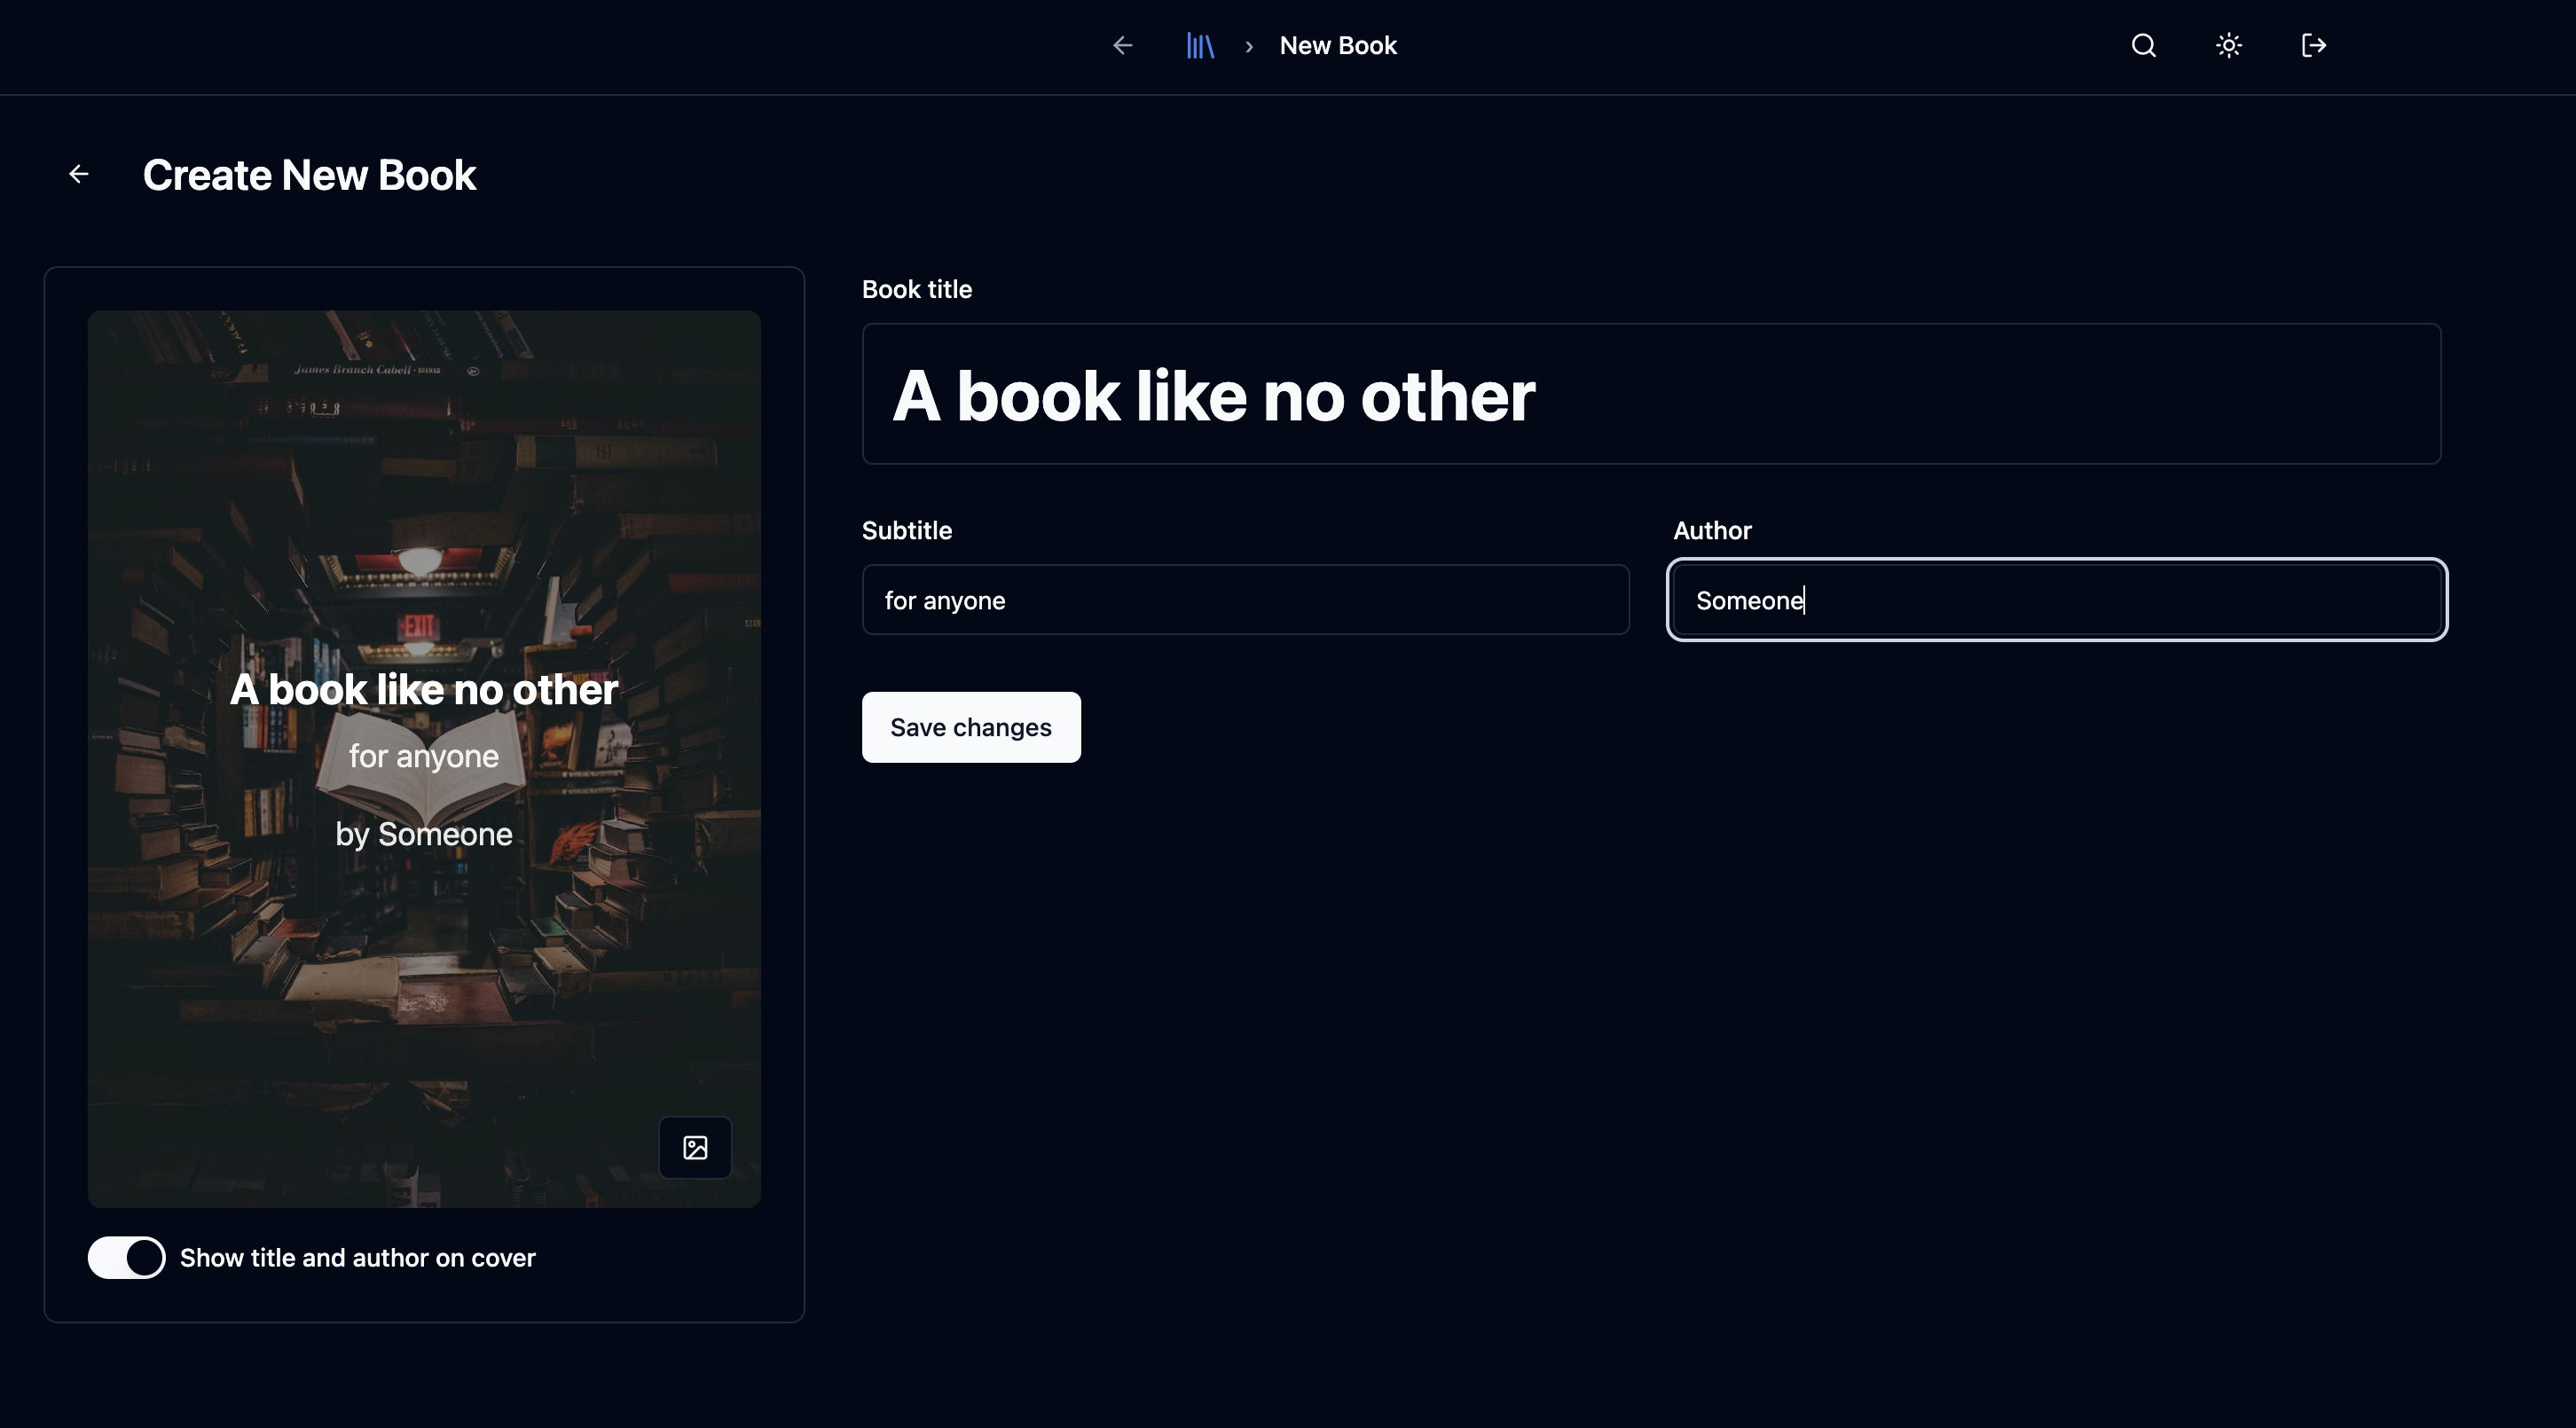 New Book
Create New Book
James Branch Cabell
EXIT
A book like no other
for anyone
by Someone
Show title and author on cover
Book title
A book like no other
Subtitle
Author
for anyone
Someone
Save changes